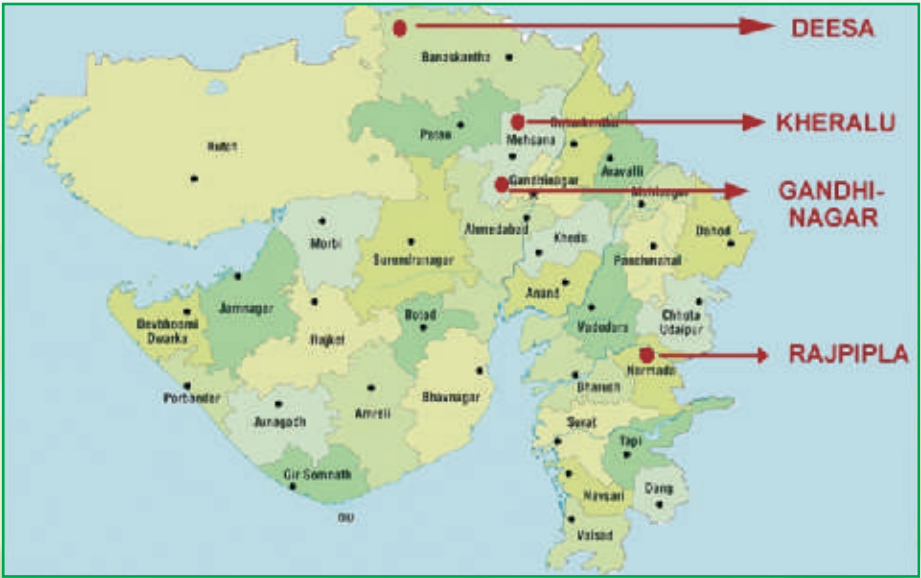 DEESA
Banaskantha
KHERALU
Patan
Mehsana
Kutch
Gandhinagar
Aravalli
GANDHI-
NAGAR
Ahmedabad
Morbi
Surendranagar
Kheda
Panchmahal
Dohod
Anand
Jamnagar
Botad
Vadodara
Chhota
Udaipur
Devbhoomi
Dwarka
Rajkot
RAJPIPLA
Narmada
Bharuch
Porbandar
Junagadh
Amreli
Bhavnagar
Surat
Tapi
Gir Somnath
Dang
Navsari
DIU
Valsad